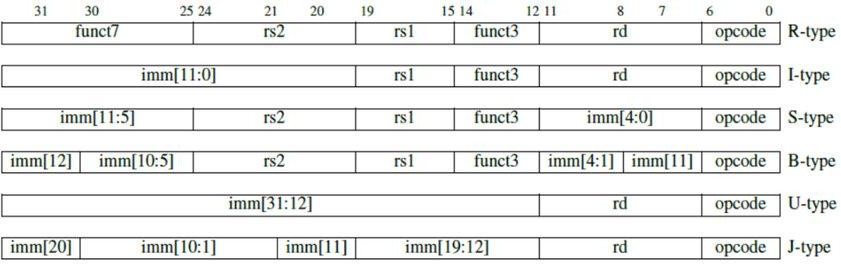 31 30 25 24 21 20 19 15 14 12 11 8 7 6 0
funct7 rs2 rs1 funct3 rd opcode R-type
imm[11:0] rs1 funct3 rd opcode I-type
imm[11:5] rs2 rs1 funct3 imm[4:0] opcode S-type
imm[12] imm[10:5] rs2 rs1 funct3 imm[4:1] imm[11] opcode B-type
imm[31:12] rd opcode U-type
imm[20] imm[10:1] imm[11] imm[19:12] rd opcode J-type